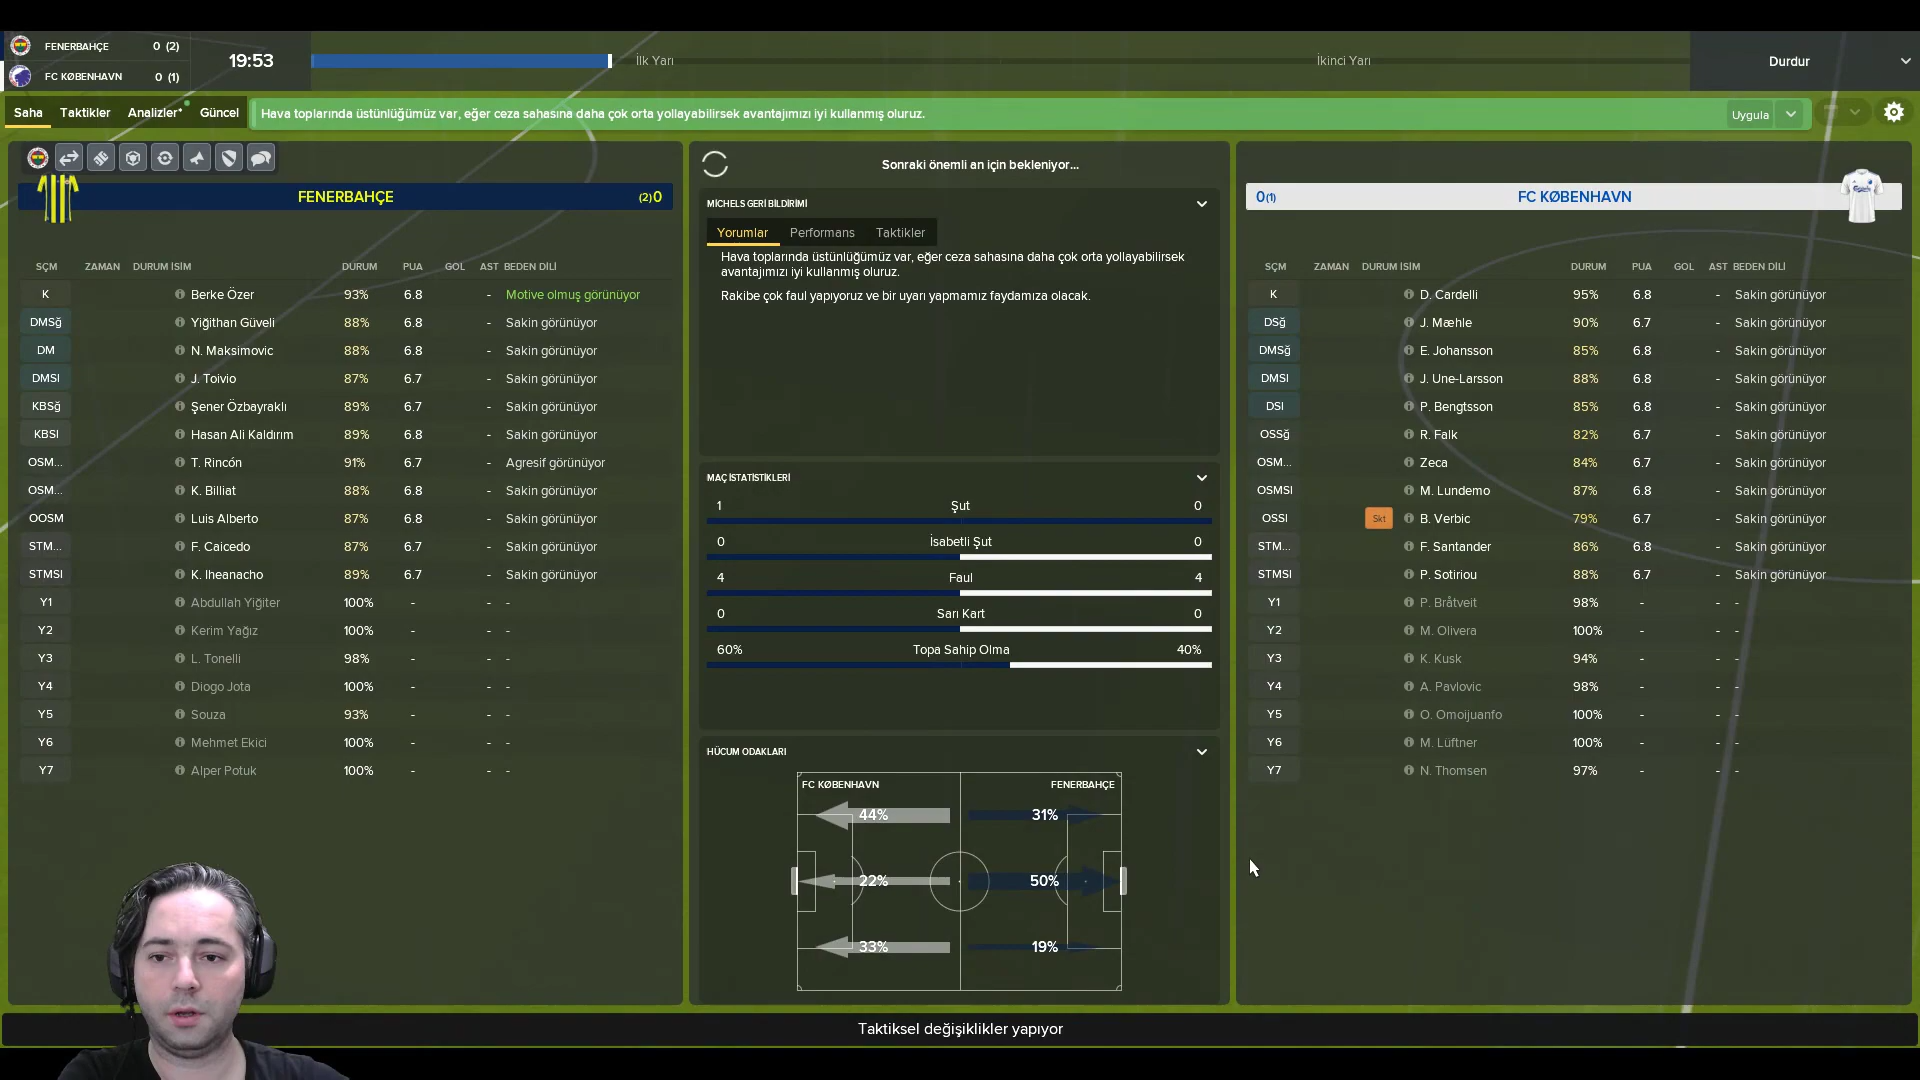 FENERBAHÇE 0 (2)
FC KØBENHAVN 0 (1)
19:53
İlk Yarı
İkinci Yarı
Durdur
Saha Taktikler Analizler* Güncel
Hava toplarında üstünlüğümüz var, eğer ceza sahasına daha çok orta yollayabilirsek avantajımızı iyi kullanmış oluruz.
Uygula
FENERBAHÇE (2)0
SÇM ZAMAN DURUM İSİM DURUM PUA GOL AST BEDEN DİLİ
K Berke Özer 93% 6.8 - Motive olmuş görünüyor
DMSğ Yiğithan Güveli 88% 6.8 - Sakin görünüyor
DM N. Maksimovic 88% 6.8 - Sakin görünüyor
DMSl J. Toivio 87% 6.7 - Sakin görünüyor
KBSğ Şener Özbayraklı 89% 6.7 - Sakin görünüyor
KBSl Hasan Ali Kaldırım 89% 6.8 - Sakin görünüyor
OSM... T. Rincón 91% 6.7 - Agresif görünüyor
OSM... K. Billiat 88% 6.8 - Sakin görünüyor
OOSM Luis Alberto 87% 6.8 - Sakin görünüyor
STM... F. Caicedo 87% 6.7 - Sakin görünüyor
STMSl K. Iheanacho 89% 6.7 - Sakin görünüyor
Y1 Abdullah Yiğiter 100% - - -
Y2 Kerim Yağız 100% - - -
Y3 L. Tonelli 98% - - -
Y4 Diogo Jota 100% - - -
Y5 Souza 93% - - -
Y6 Mehmet Ekici 100% - - -
Y7 Alper Potuk 100% - - -
Sonraki önemli an için bekleniyor...
MİCHELS GERİ BİLDİRİMİ
Yorumlar Performans Taktikler
Hava toplarında üstünlüğümüz var, eğer ceza sahasına daha çok orta yollayabilirsek
avantajımızı iyi kullanmış oluruz.
Rakibe çok faul yapıyoruz ve bir uyarı yapmamız faydamıza olacak.
MAÇ İSTATİSTİKLERİ
1 Şut 0
0 İsabetli Şut 0
4 Faul 4
0 Sarı Kart 0
60% Topa Sahip Olma 40%
HÜCUM ODAKLARI
FC KØBENHAVN FENERBAHÇE
44% 31%
22% 50%
33% 19%
0(1) FC KØBENHAVN
SÇM ZAMAN DURUM İSİM DURUM PUA GOL AST BEDEN DİLİ
K D. Cardelli 95% 6.8 - Sakin görünüyor
DSğ J. Mæhle 90% 6.7 - Sakin görünüyor
DMSğ E. Johansson 85% 6.8 - Sakin görünüyor
DMSl J. Une-Larsson 88% 6.8 - Sakin görünüyor
DSl P. Bengtsson 85% 6.8 - Sakin görünüyor
OSSğ R. Falk 82% 6.7 - Sakin görünüyor
OSM... Zeca 84% 6.7 - Sakin görünüyor
OSMSl M. Lundemo 87% 6.8 - Sakin görünüyor
OSSl Skt B. Verbic 79% 6.7 - Sakin görünüyor
STM... F. Santander 86% 6.8 - Sakin görünüyor
STMSl P. Sotiriou 88% 6.7 - Sakin görünüyor
Y1 P. Bråtveit 98% - - -
Y2 M. Olivera 100% - - -
Y3 K. Kusk 94% - - -
Y4 A. Pavlovic 98% - - -
Y5 O. Omoijuanfo 100% - - -
Y6 M. Lüftner 100% - - -
Y7 N. Thomsen 97% - - -
Taktiksel değişiklikler yapıyor